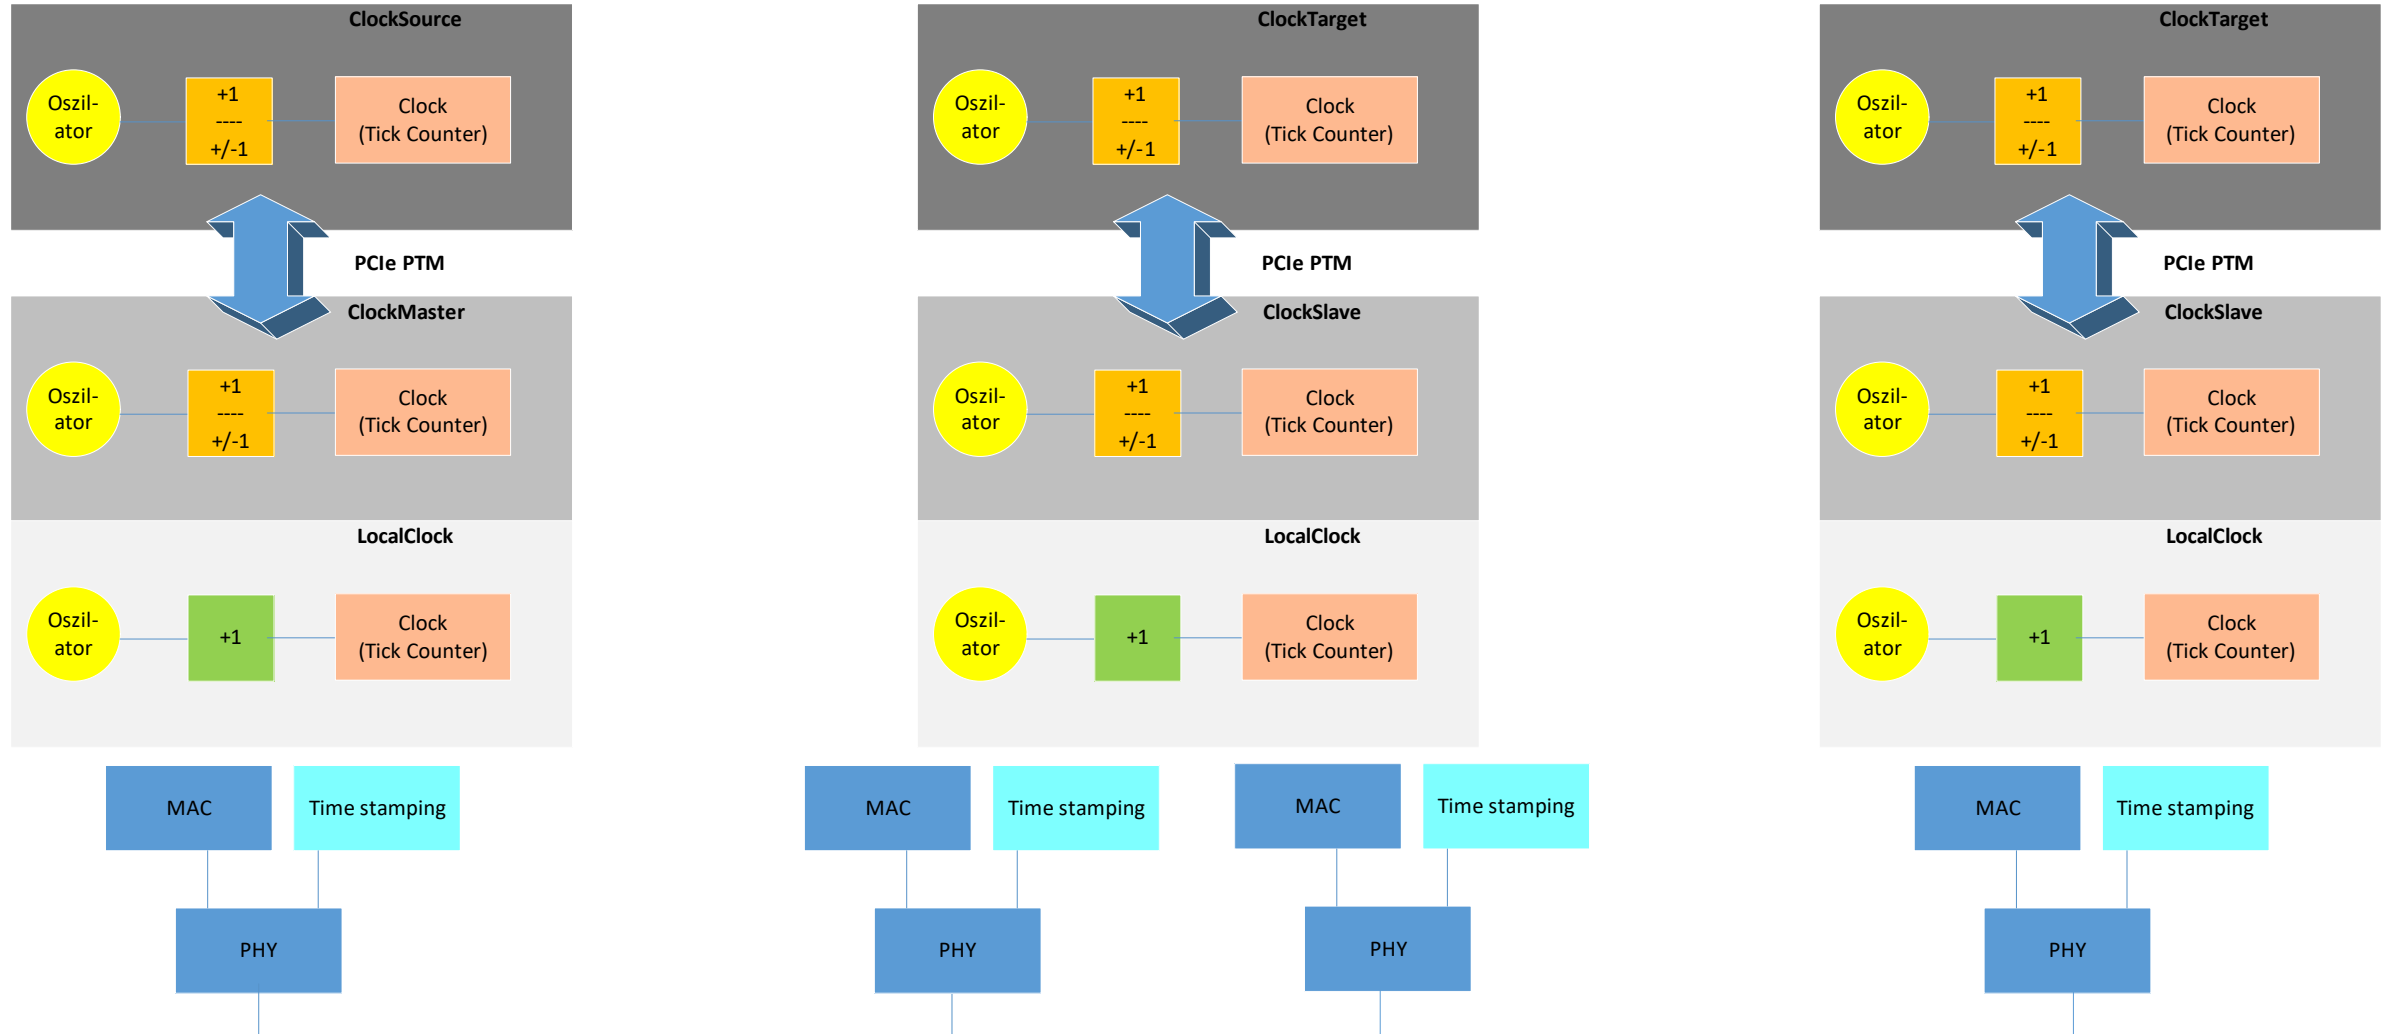 ClockSource
Oszil-
ator
+1
----
+/-1
Clock
(Tick Counter)
PCIe PTM
ClockMaster
Oszil-
ator
+1
----
+/-1
Clock
(Tick Counter)
LocalClock
Oszil-
ator
+1
Clock
(Tick Counter)
MAC
Time stamping
PHY
ClockTarget
Oszil-
ator
+1
----
+/-1
Clock
(Tick Counter)
PCIe PTM
ClockSlave
Oszil-
ator
+1
----
+/-1
Clock
(Tick Counter)
LocalClock
Oszil-
ator
+1
Clock
(Tick Counter)
MAC
Time stamping
PHY
MAC
Time stamping
PHY
ClockTarget
Oszil-
ator
+1
----
+/-1
Clock
(Tick Counter)
PCIe PTM
ClockSlave
Oszil-
ator
+1
----
+/-1
Clock
(Tick Counter)
LocalClock
Oszil-
ator
+1
Clock
(Tick Counter)
MAC
Time stamping
PHY